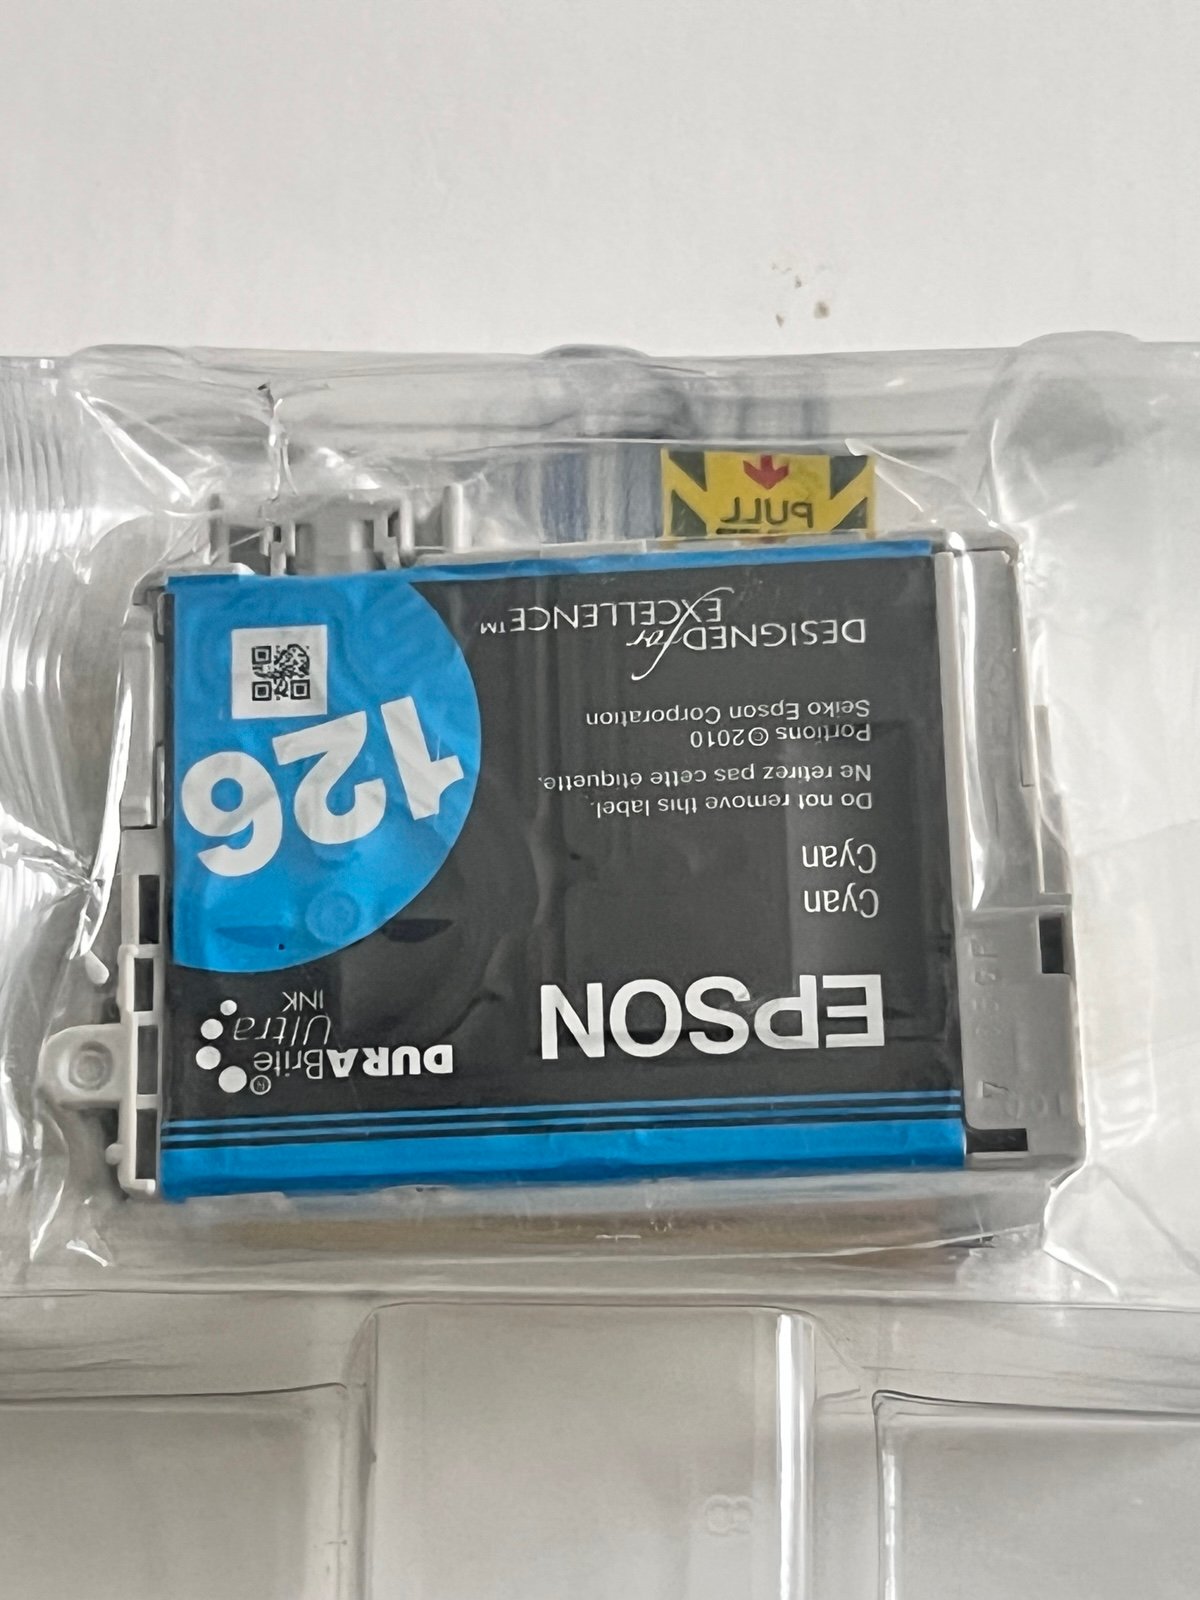 EPSON
DURABrite
Ultra
INK
Cyan
Cyan
Do not remove this label.
Ne retirez pas cette étiquette.
Portions ©2010
Seiko Epson Corporation
126
DESIGNED for
EXCELLENCE™
PULL